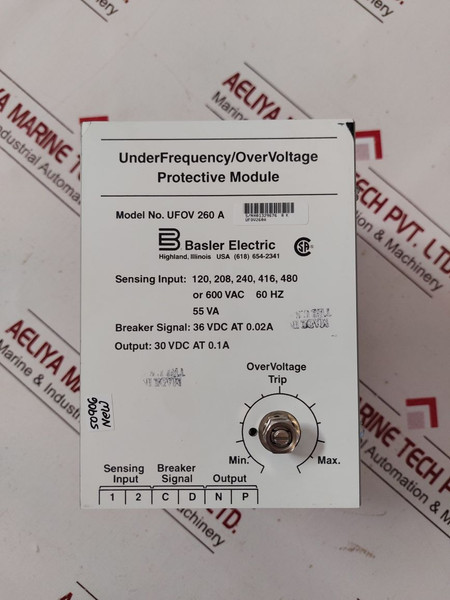 UnderFrequency/OverVoltage
Protective Module
Model No. UFOV 260 A
UFOV260A
Basler Electric
Highland, Illinois USA (618) 654-2341
Sensing Input: 120, 208, 240, 416, 480
or 600 VAC 60 HZ
55 VA
Breaker Signal: 36 VDC AT 0.02A
Output: 30 VDC AT 0.1A
OverVoltage
Trip
Min. Max.
50906
New
Sensing Input
Breaker Signal
Output
1 2 C D N P
AELIYA MARINE TECH PVT. LTD.
Marine & Industrial Automation & Machinery